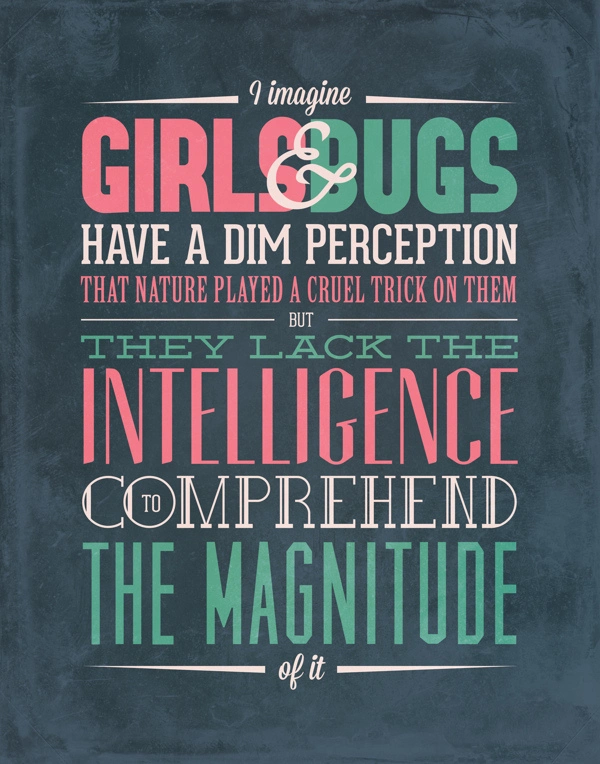 I imagine
GIRLS & BUGS
HAVE A DIM PERCEPTION
THAT NATURE PLAYED A CRUEL TRICK ON THEM
BUT
THEY LACK THE
INTELLIGENCE
TO COMPREHEND
THE MAGNITUDE
of it